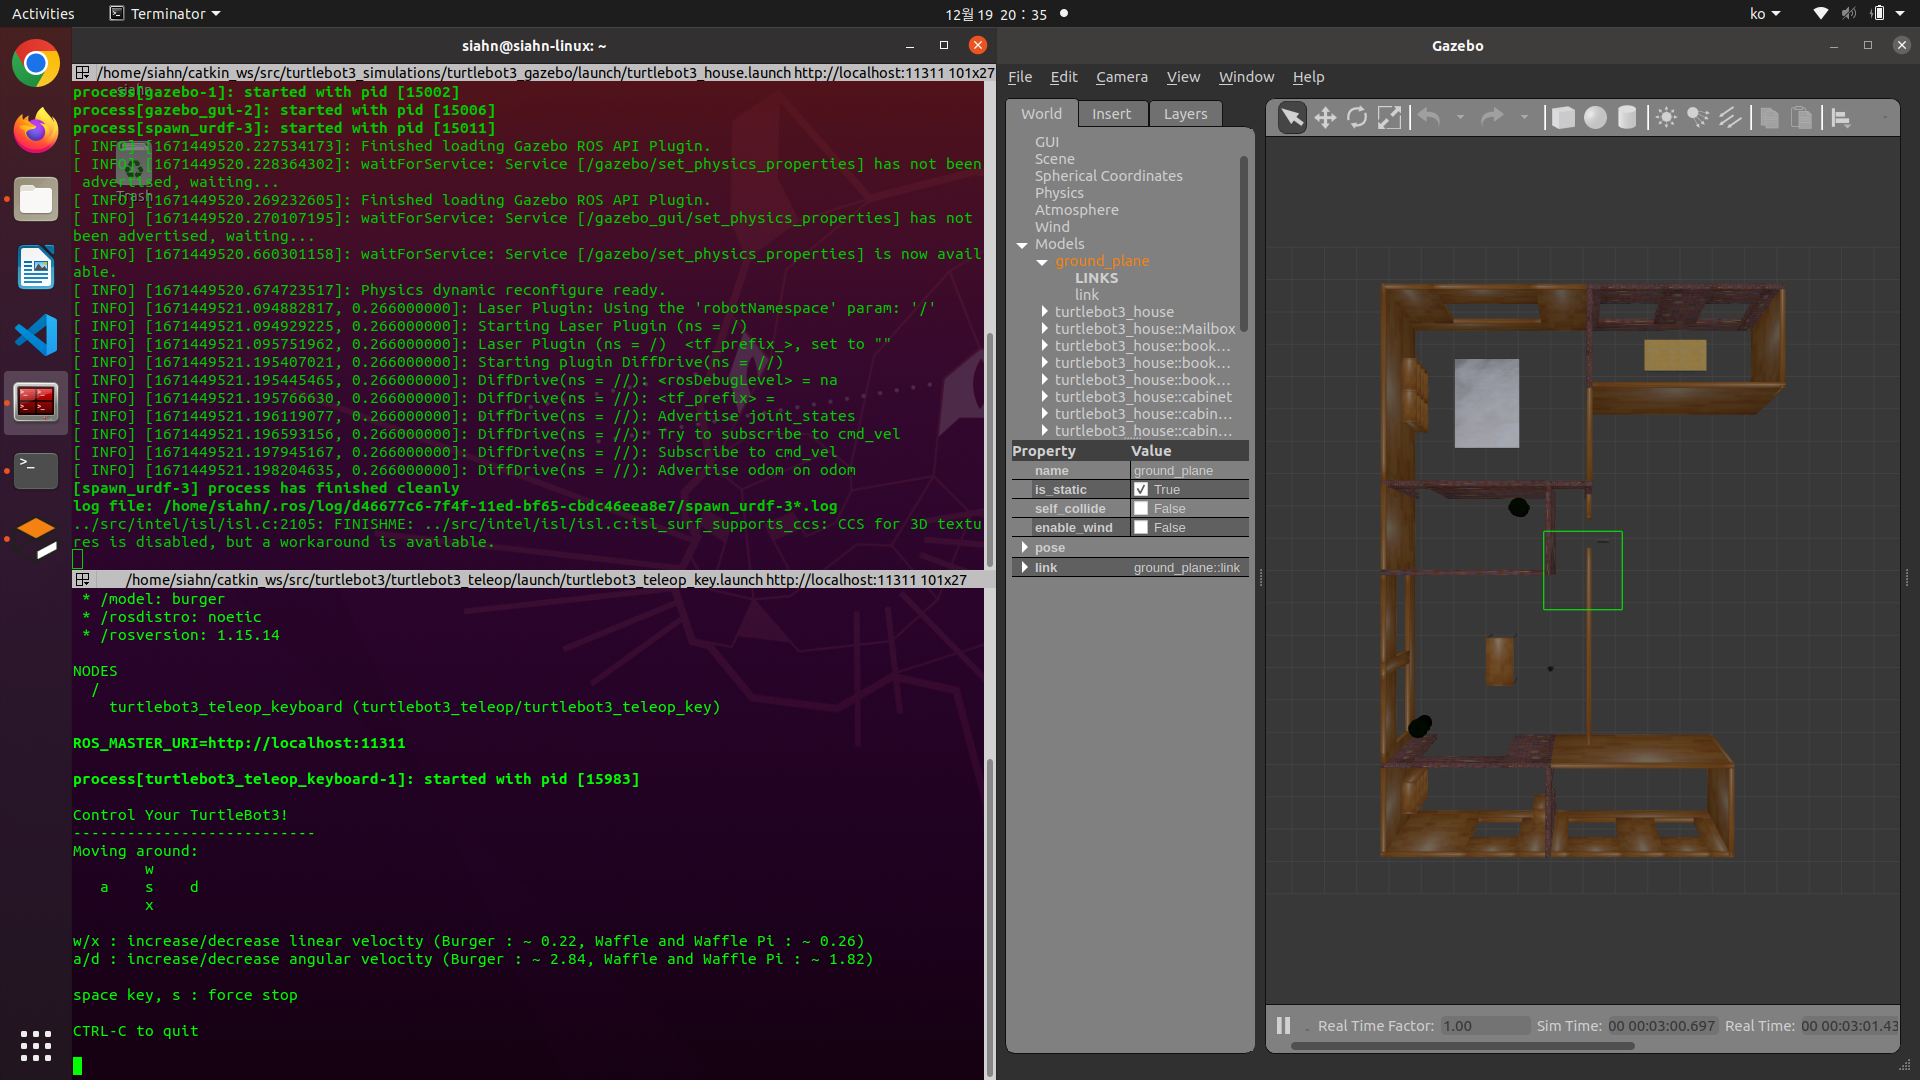 Activities
Terminator
12월 19 20 : 35
ko
siahn@siahn-linux: ~
/home/siahn/catkin_ws/src/turtlebot3_simulations/turtlebot3_gazebo/launch/turtlebot3_house.launch http://localhost:11311 101x27
process[gazebo-1]: started with pid [15002]
process[gazebo_gui-2]: started with pid [15006]
process[spawn_urdf-3]: started with pid [15011]
[ INFO] [1671449520.227534173]: Finished loading Gazebo ROS API Plugin.
[ INFO] [1671449520.228364302]: waitForService: Service [/gazebo/set_physics_properties] has not been
advertised, waiting...
Trash
[ INFO] [1671449520.269232605]: Finished loading Gazebo ROS API Plugin.
[ INFO] [1671449520.270107195]: waitForService: Service [/gazebo_gui/set_physics_properties] has not
been advertised, waiting...
[ INFO] [1671449520.660301158]: waitForService: Service [/gazebo/set_physics_properties] is now avail
able.
[ INFO] [1671449520.674723517]: Physics dynamic reconfigure ready.
[ INFO] [1671449521.094882817, 0.266000000]: Laser Plugin: Using the 'robotNamespace' param: '/'
[ INFO] [1671449521.094929225, 0.266000000]: Starting Laser Plugin (ns = /)
[ INFO] [1671449521.095751962, 0.266000000]: Laser Plugin (ns = /)  <tf_prefix_>, set to ""
[ INFO] [1671449521.195407021, 0.266000000]: Starting plugin DiffDrive(ns = //)
[ INFO] [1671449521.195445465, 0.266000000]: DiffDrive(ns = //): <rosDebugLevel> = na
[ INFO] [1671449521.195766630, 0.266000000]: DiffDrive(ns = //): <tf_prefix> =
[ INFO] [1671449521.196119077, 0.266000000]: DiffDrive(ns = //): Advertise joint_states
[ INFO] [1671449521.196593156, 0.266000000]: DiffDrive(ns = //): Try to subscribe to cmd_vel
[ INFO] [1671449521.197945167, 0.266000000]: DiffDrive(ns = //): Subscribe to cmd_vel
[ INFO] [1671449521.198204635, 0.266000000]: DiffDrive(ns = //): Advertise odom on odom
[spawn_urdf-3] process has finished cleanly
log file: /home/siahn/.ros/log/d46677c6-7f4f-11ed-bf65-cbdc46eea8e7/spawn_urdf-3*.log
../src/intel/isl/isl.c:2105: FINISHME: ../src/intel/isl/isl.c:isl_surf_supports_ccs: CCS for 3D textu
res is disabled, but a workaround is available.
/home/siahn/catkin_ws/src/turtlebot3/turtlebot3_teleop/launch/turtlebot3_teleop_key.launch http://localhost:11311 101x27
* /model: burger
* /rosdistro: noetic
* /rosversion: 1.15.14
NODES
/
turtlebot3_teleop_keyboard (turtlebot3_teleop/turtlebot3_teleop_key)
ROS_MASTER_URI=http://localhost:11311
process[turtlebot3_teleop_keyboard-1]: started with pid [15983]
Control Your TurtleBot3!
---------------------------
Moving around:
w
a s d
x
w/x : increase/decrease linear velocity (Burger : ~ 0.22, Waffle and Waffle Pi : ~ 0.26)
a/d : increase/decrease angular velocity (Burger : ~ 2.84, Waffle and Waffle Pi : ~ 1.82)
space key, s : force stop
CTRL-C to quit
Gazebo
File Edit Camera View Window Help
World Insert Layers
GUI
Scene
Spherical Coordinates
Physics
Atmosphere
Wind
Models
ground_plane
LINKS
link
turtlebot3_house
turtlebot3_house::Mailbox
turtlebot3_house::book...
turtlebot3_house::book...
turtlebot3_house::book...
turtlebot3_house::cabinet
turtlebot3_house::cabin...
turtlebot3_house::cabin...
Property Value
name ground_plane
is_static True
self_collide False
enable_wind False
pose
link ground_plane::link
Real Time Factor: 1.00 Sim Time: 00 00:03:00.697 Real Time: 00 00:03:01.43